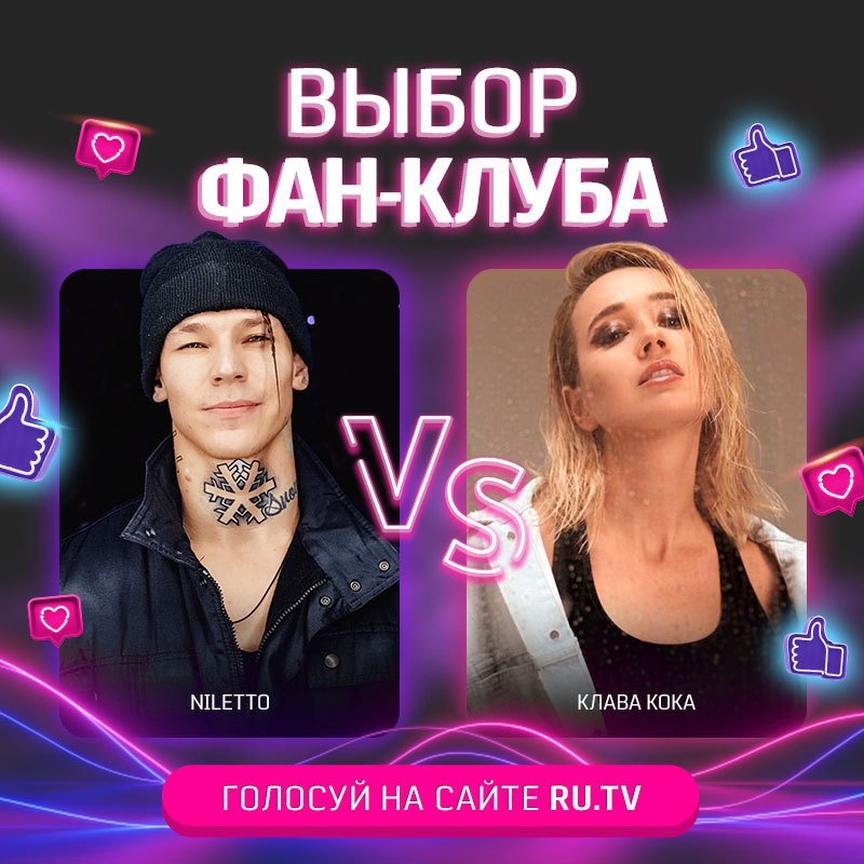 ВЫБОР
ФАН-КЛУБА
VS
NILETTO
КЛАВА КОКА
ГОЛОСУЙ НА САЙТЕ RU.TV